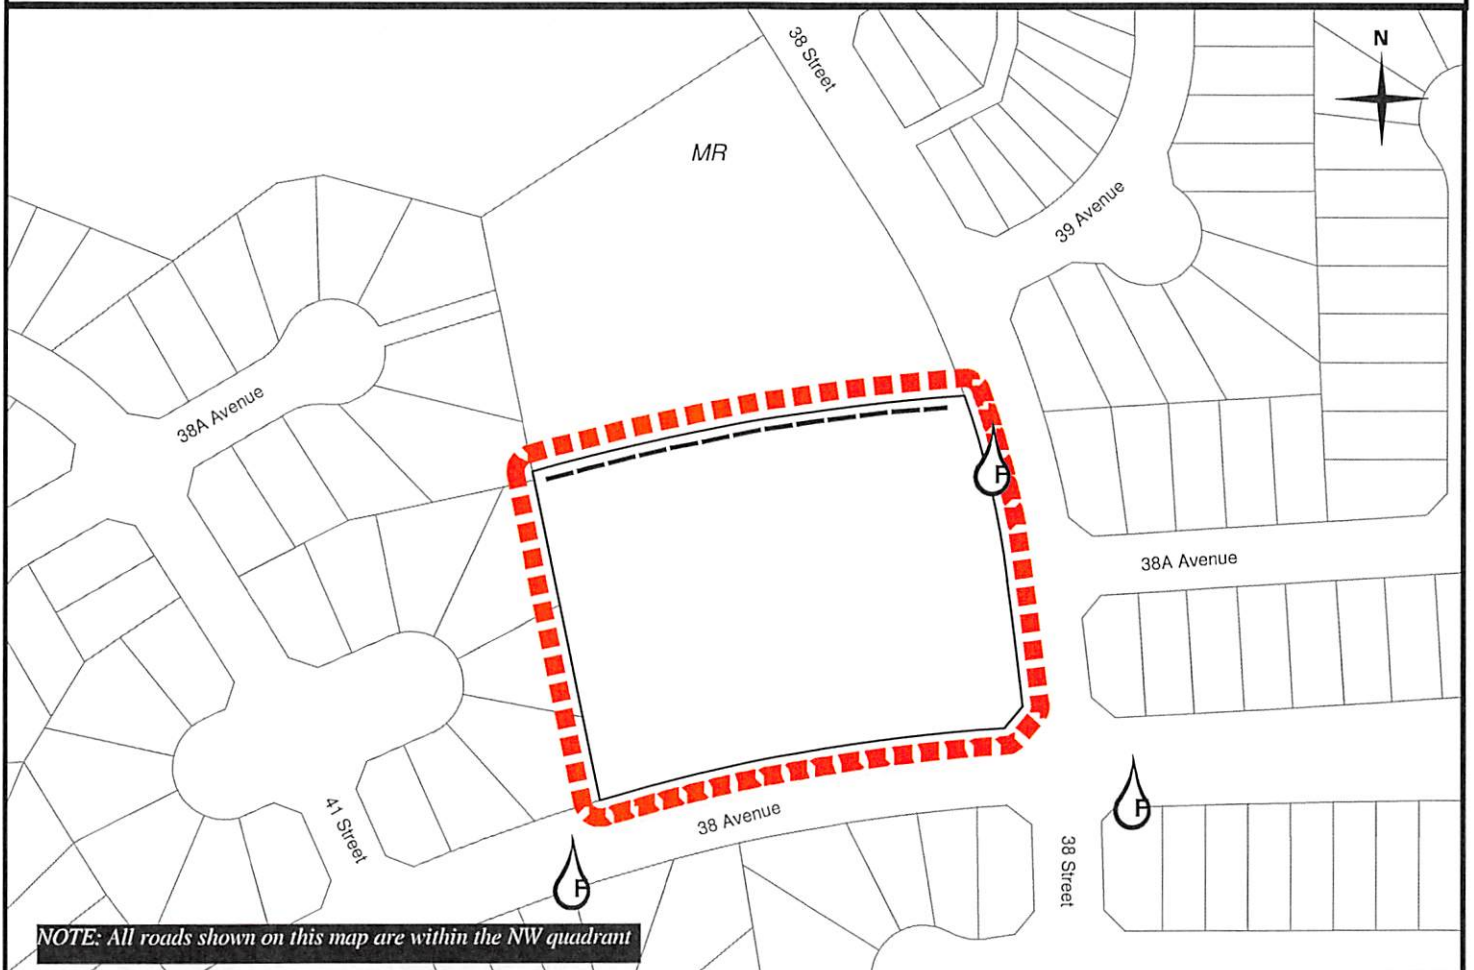 38 Street
N
MR
39 Avenue
38A Avenue
F
38A Avenue
F
38 Avenue
41 Street
38 Street
F
NOTE: All roads shown on this map are within the NW quadrant